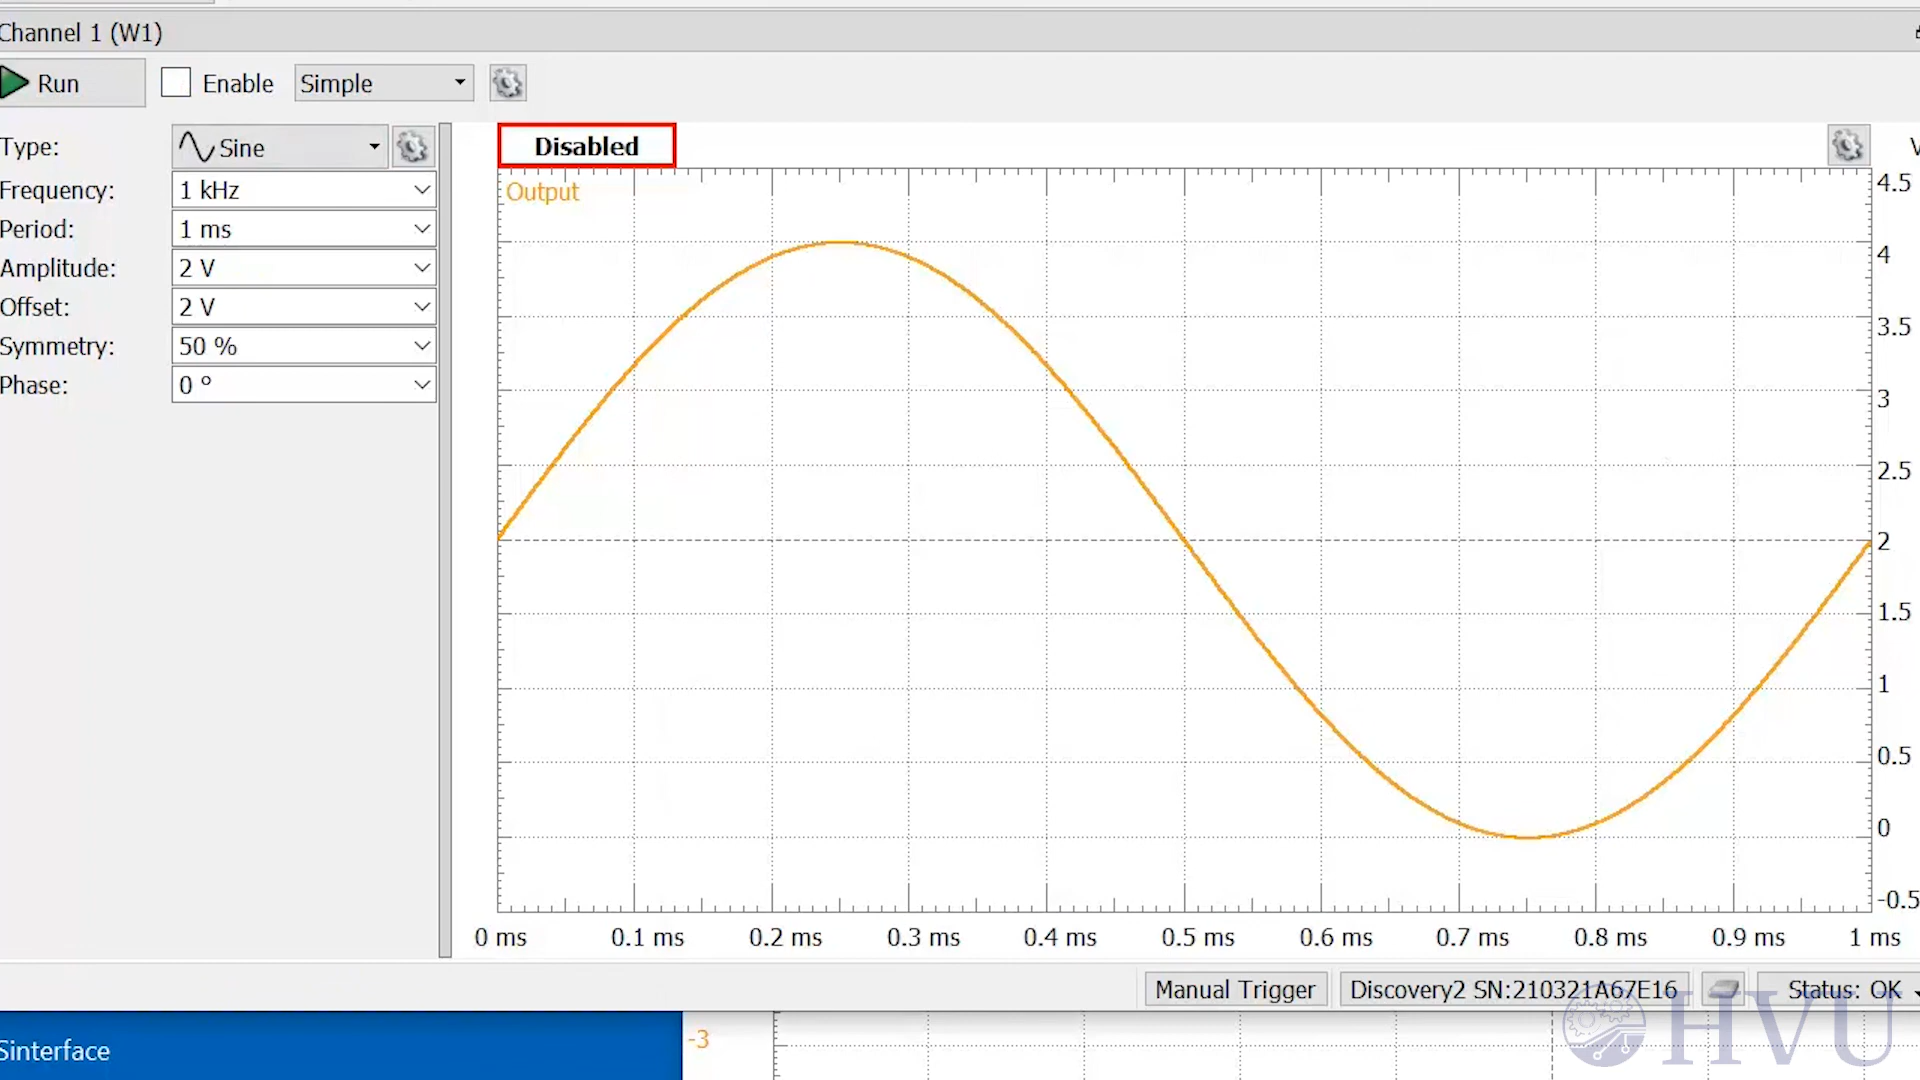 Channel 1 (W1)
Run
Enable
Simple
Type:
Sine
Frequency:
1 kHz
Period:
1 ms
Amplitude:
2 V
Offset:
2 V
Symmetry:
50 %
Phase:
0 º
Disabled
Output
V
4.5
4
3.5
3
2.5
2
1.5
1
0.5
0
-0.5
0 ms
0.1 ms
0.2 ms
0.3 ms
0.4 ms
0.5 ms
0.6 ms
0.7 ms
0.8 ms
0.9 ms
1 ms
Manual Trigger
Discovery2 SN:210321A67E16
Status: OK
Sinterface
-3
HVU